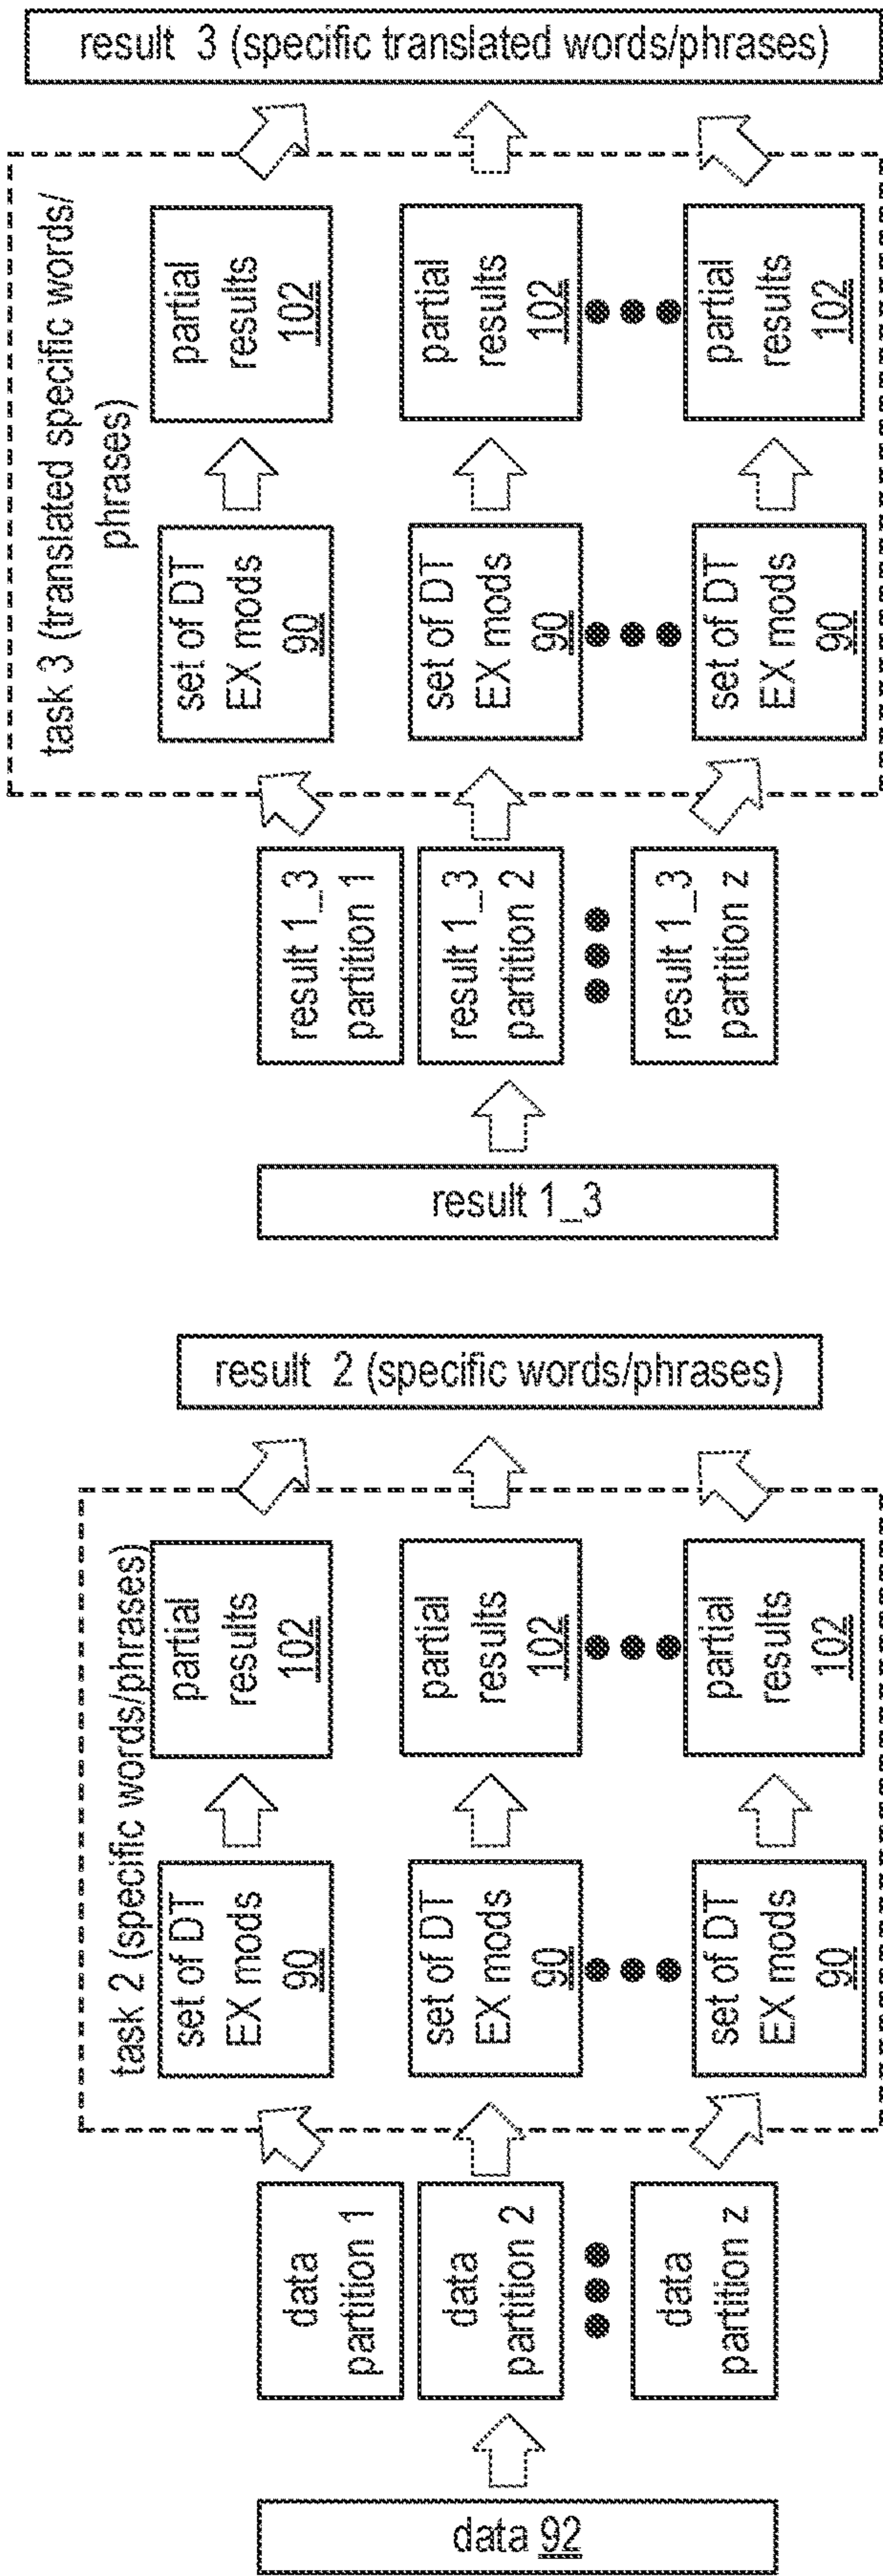 data 92
data
partition 1
data
partition 2
data
partition z
task 2 (specific words/phrases)
set of DT
EX mods
90
set of DT
EX mods
90
set of DT
EX mods
90
partial
results
102
partial
results
102
partial
results
102
result 2 (specific words/phrases)
result 1_3
result 1_3
partition 1
result 1_3
partition 2
result 1_3
partition z
task 3 (translated specific words/
phrases)
set of DT
EX mods
90
set of DT
EX mods
90
set of DT
EX mods
90
partial
results
102
partial
results
102
partial
results
102
result 3 (specific translated words/phrases)